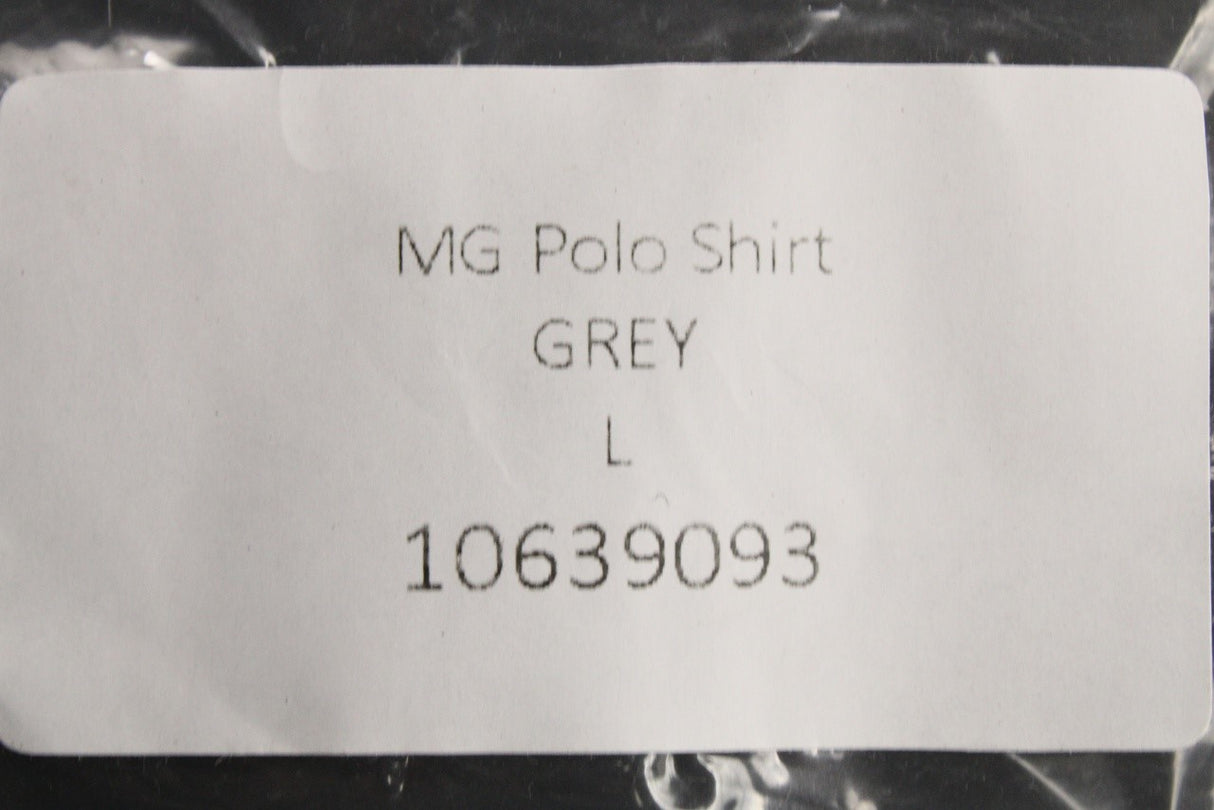 MG Polo Shirt
GREY
L
10639093